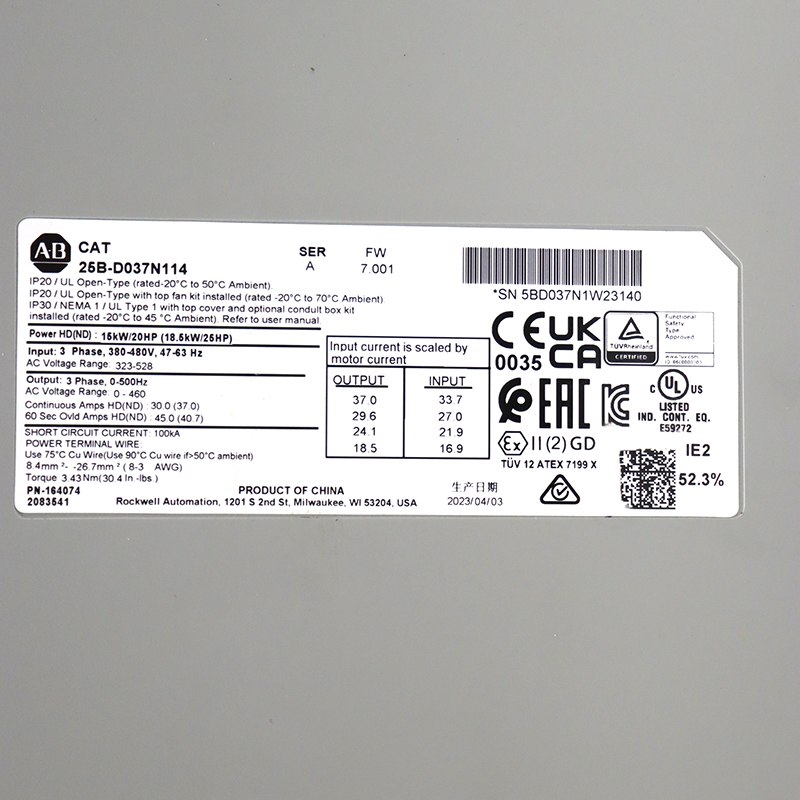 A-B
CAT
25B-D037N114
SER
A
FW
7.001
*SN 5BD037N1W23140
IP20 / UL Open-Type (rated-20°C to 50°C Ambient).
IP20 / UL Open-Type with top fan kit installed (rated -20°C to 70°C Ambient)
IP30 / NEMA 1 / UL Type 1 with top cover and optional conduit box kit
installed (rated -20°C to 45 °C Ambient). Refer to user manual
Power HD(ND) : 15kW/20HP (18.5kW/25HP)
Input: 3 Phase, 380-480V, 47-63 Hz
AC Voltage Range: 323-528
Output: 3 Phase, 0-500Hz
AC Voltage Range: 0 - 460
Continuous Amps HD(ND) : 30.0 (37.0)
60 Sec Ovld Amps HD(ND) : 45.0 (40.7)
SHORT CIRCUIT CURRENT: 100kA
POWER TERMINAL WIRE:
Use 75°C Cu Wire(Use 90°C Cu wire if>50°C ambient)
8.4mm²- -26.7mm² ( 8-3 AWG)
Torque 3.43Nm(30.4 In.-lbs )
PN-164074
2083541
Input current is scaled by
motor current
OUTPUT INPUT
37.0 33.7
29.6 27.0
24.1 21.9
18.5 16.9
PRODUCT OF CHINA
Rockwell Automation, 1201 S 2nd St, Milwaukee, WI 53204, USA
生产日期
2023/04/03
CE
0035
UK
CA
TÜVRheinland
CERTIFIED
Functional
Safety
Type
Approved
EAC
C UL US
LISTED
IND. CONT. EQ.
E59272
Ex II (2) GD
TÜV 12 ATEX 7199 X
IE2
52.3%